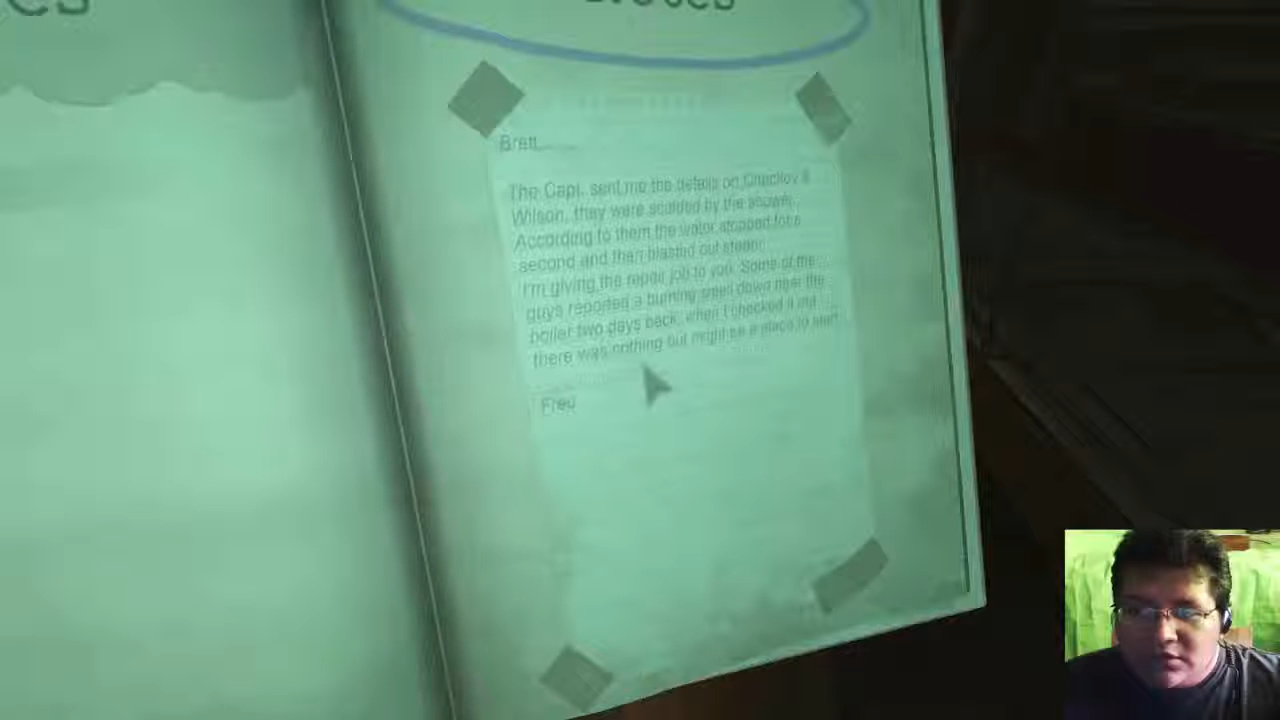 Brett
The Capt. sent me the details on Checkov &
Wilson, they were scalded by the
According to them the water stopped for a
second and then blasted out steam.
I'm giving the repair job to you. Some of the
guys reported a burning smell down near the
boiler two days back, when I checked it out
there was nothing but might be a place to start
Fred